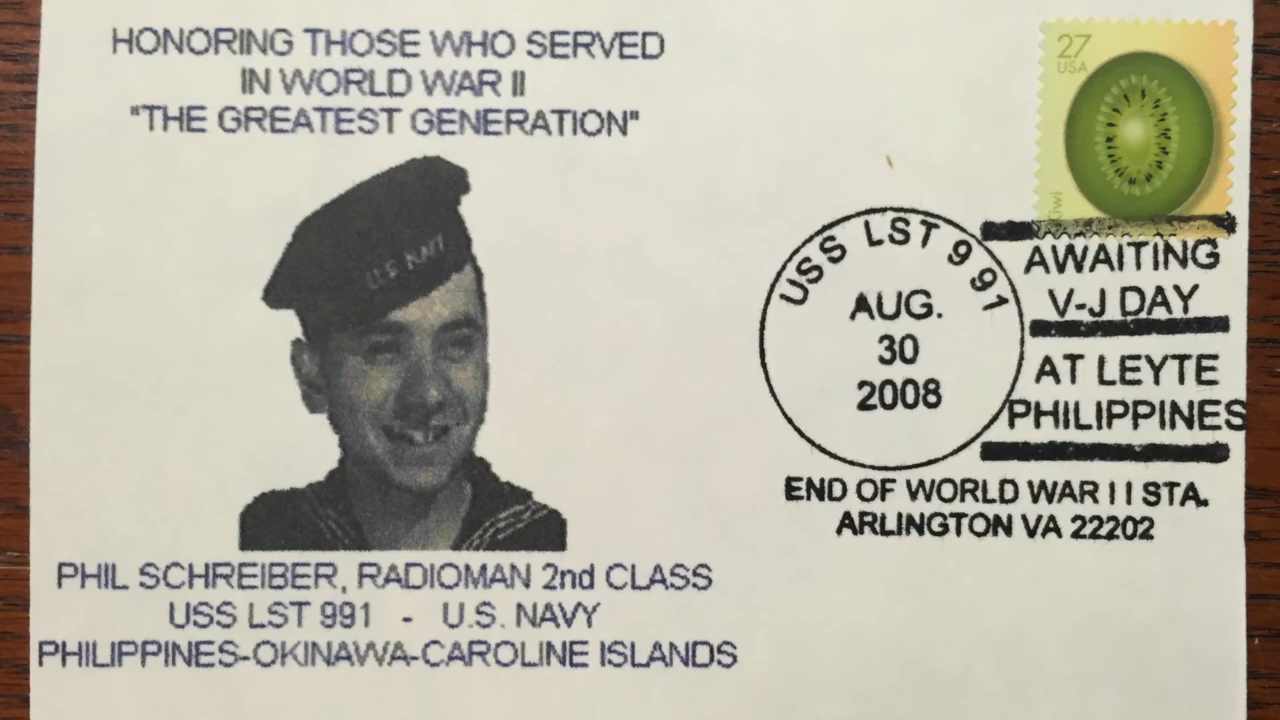 HONORING THOSE WHO SERVED
IN WORLD WAR II
"THE GREATEST GENERATION"
U.S. NAVY
PHIL SCHREIBER, RADIOMAN 2nd CLASS
USS LST 991 - U.S. NAVY
PHILIPPINES-OKINAWA-CAROLINE ISLANDS
27
USA
Kiwi
USS LST 991
AUG.
30
2008
AWAITING
V-J DAY
AT LEYTE
PHILIPPINES
END OF WORLD WAR II STA.
ARLINGTON VA 22202